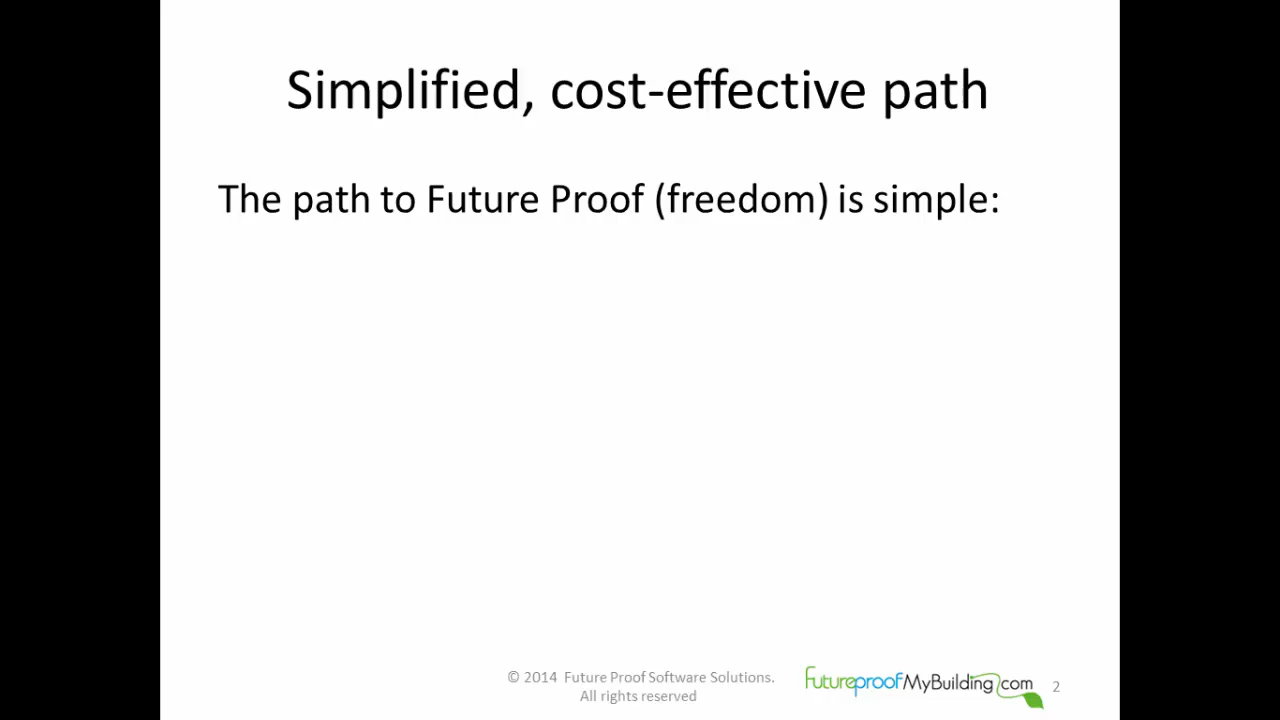 Simplified, cost-effective path
The path to Future Proof (freedom) is simple:
© 2014 Future Proof Software Solutions.
All rights reserved
futureproofMyBuilding.com
2